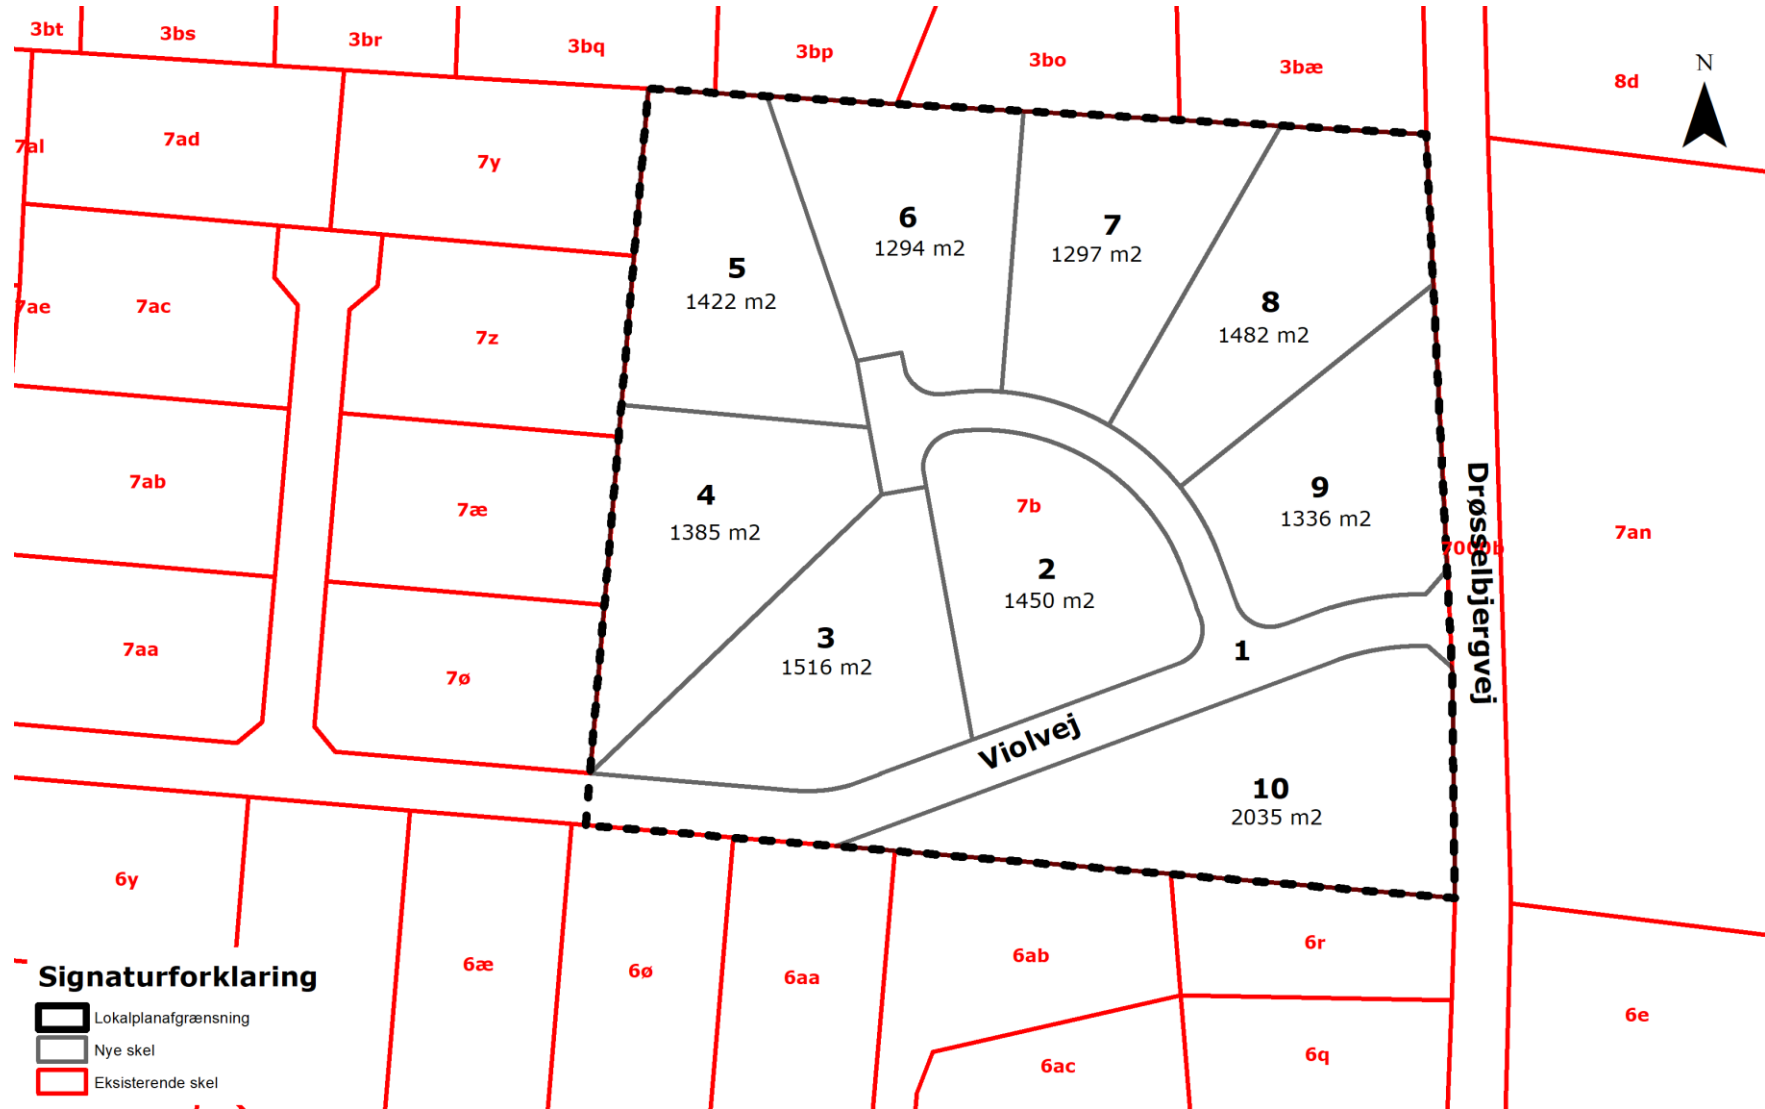 3bt
3bs
3br
3bq
3bp
3bo
3bæ
8d
N
7al
7ad
7y
6
1294 m2
7
1297 m2
5
1422 m2
8
1482 m2
7ae
7ac
7z
7ab
7æ
4
1385 m2
7b
9
1336 m2
7000b
Drøsselbjergvej
7an
2
1450 m2
3
1516 m2
1
7aa
7ø
Violvej
10
2035 m2
6y
6æ
6ø
6aa
6ab
6r
6ac
6q
6e
Signaturforklaring
Lokalplanafgrænsning
Nye skel
Eksisterende skel